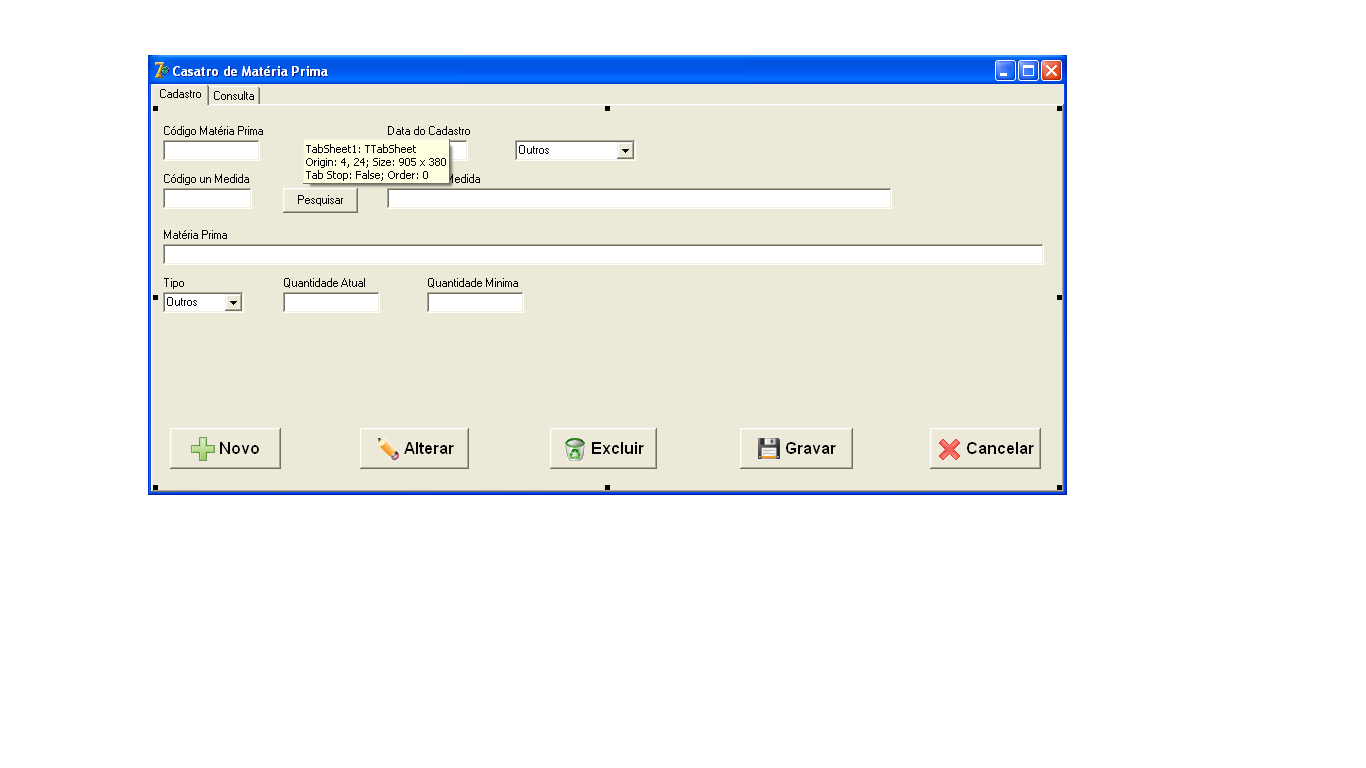 Casatro de Matéria Prima
Cadastro Consulta
Código Matéria Prima Data do Cadastro
TabSheet1: TTabSheet
Origin: 4, 24; Size: 905 x 380
Tab Stop: False; Order: 0
Outros
Código un Medida Medida
Pesquisar
Matéria Prima
Tipo Quantidade Atual Quantidade Minima
Outros
Novo Alterar Excluir Gravar Cancelar